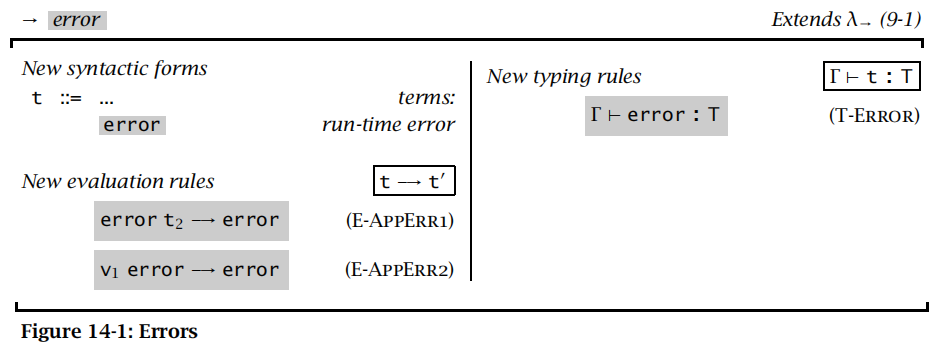 → error Extends λ→ (9-1)
New syntactic forms
t ::= ... terms:
error run-time error
New evaluation rules t ⟶ t′
error t₂ ⟶ error (E-APPERR1)
v₁ error ⟶ error (E-APPERR2)
New typing rules Γ ⊢ t : T
Γ ⊢ error : T (T-ERROR)
Figure 14-1: Errors